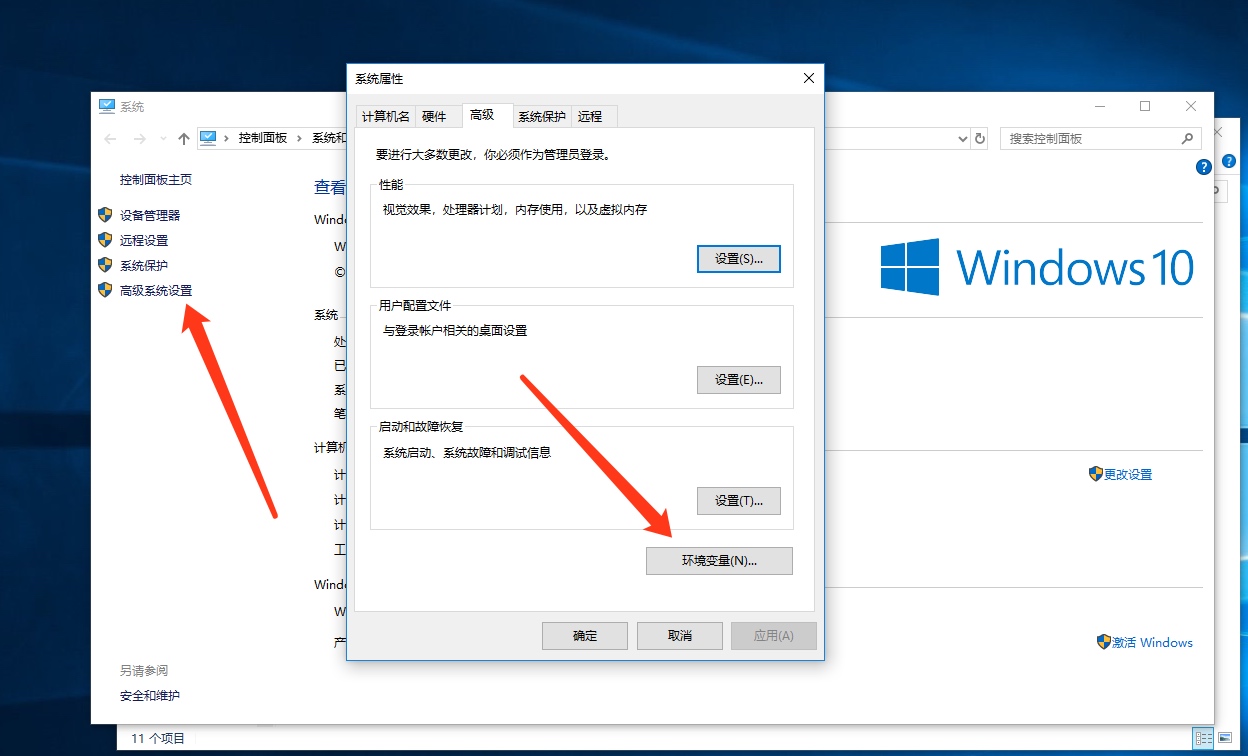 系统属性
计算机名
硬件
高级
系统保护
远程
要进行大多数更改，你必须作为管理员登录。
性能
视觉效果，处理器计划，内存使用，以及虚拟内存
设置(S)...
用户配置文件
与登录帐户相关的桌面设置
设置(E)...
启动和故障恢复
系统启动、系统故障和调试信息
设置(T)...
环境变量(N)...
确定
取消
应用(A)
系统
控制面板
系统和
搜索控制面板
控制面板主页
设备管理器
远程设置
系统保护
高级系统设置
另请参阅
安全和维护
查看
Windo
W
©
系统
处
已
系
笔
计算机
计
计
计
工
Windo
W
产
Windows 10
更改设置
激活 Windows
11 个项目